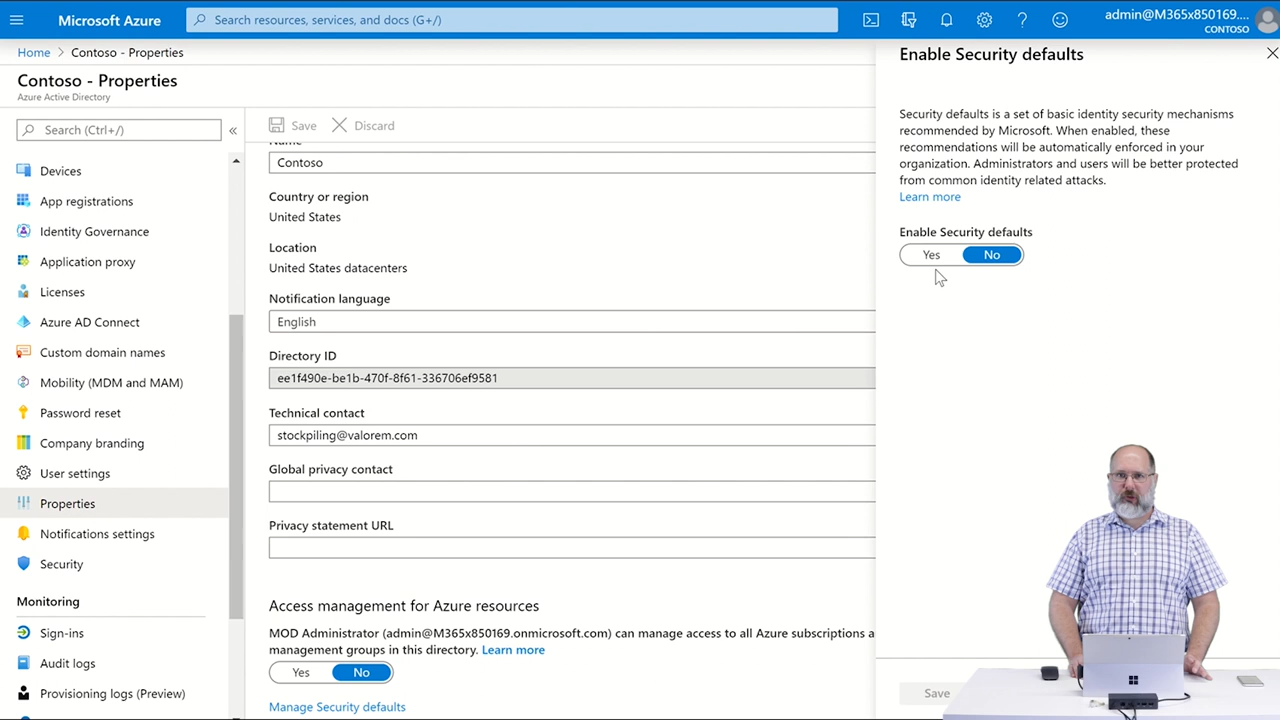 Microsoft Azure
Search resources, services, and docs (G+/)
admin@M365x850169....
CONTOSO
Home > Contoso - Properties
Contoso - Properties
Azure Active Directory
Search (Ctrl+/)
«
Devices
App registrations
Identity Governance
Application proxy
Licenses
Azure AD Connect
Custom domain names
Mobility (MDM and MAM)
Password reset
Company branding
User settings
Properties
Notifications settings
Security
Monitoring
Sign-ins
Audit logs
Provisioning logs (Preview)
Save Discard
Name
Contoso
Country or region
United States
Location
United States datacenters
Notification language
English
Directory ID
ee1f490e-be1b-470f-8f61-336706ef9581
Technical contact
stockpiling@valorem.com
Global privacy contact
Privacy statement URL
Access management for Azure resources
MOD Administrator (admin@M365x850169.onmicrosoft.com) can manage access to all Azure subscriptions a
management groups in this directory. Learn more
Yes No
Manage Security defaults
Enable Security defaults
Security defaults is a set of basic identity security mechanisms
recommended by Microsoft. When enabled, these
recommendations will be automatically enforced in your
organization. Administrators and users will be better protected
from common identity related attacks.
Learn more
Enable Security defaults
Yes No
Save